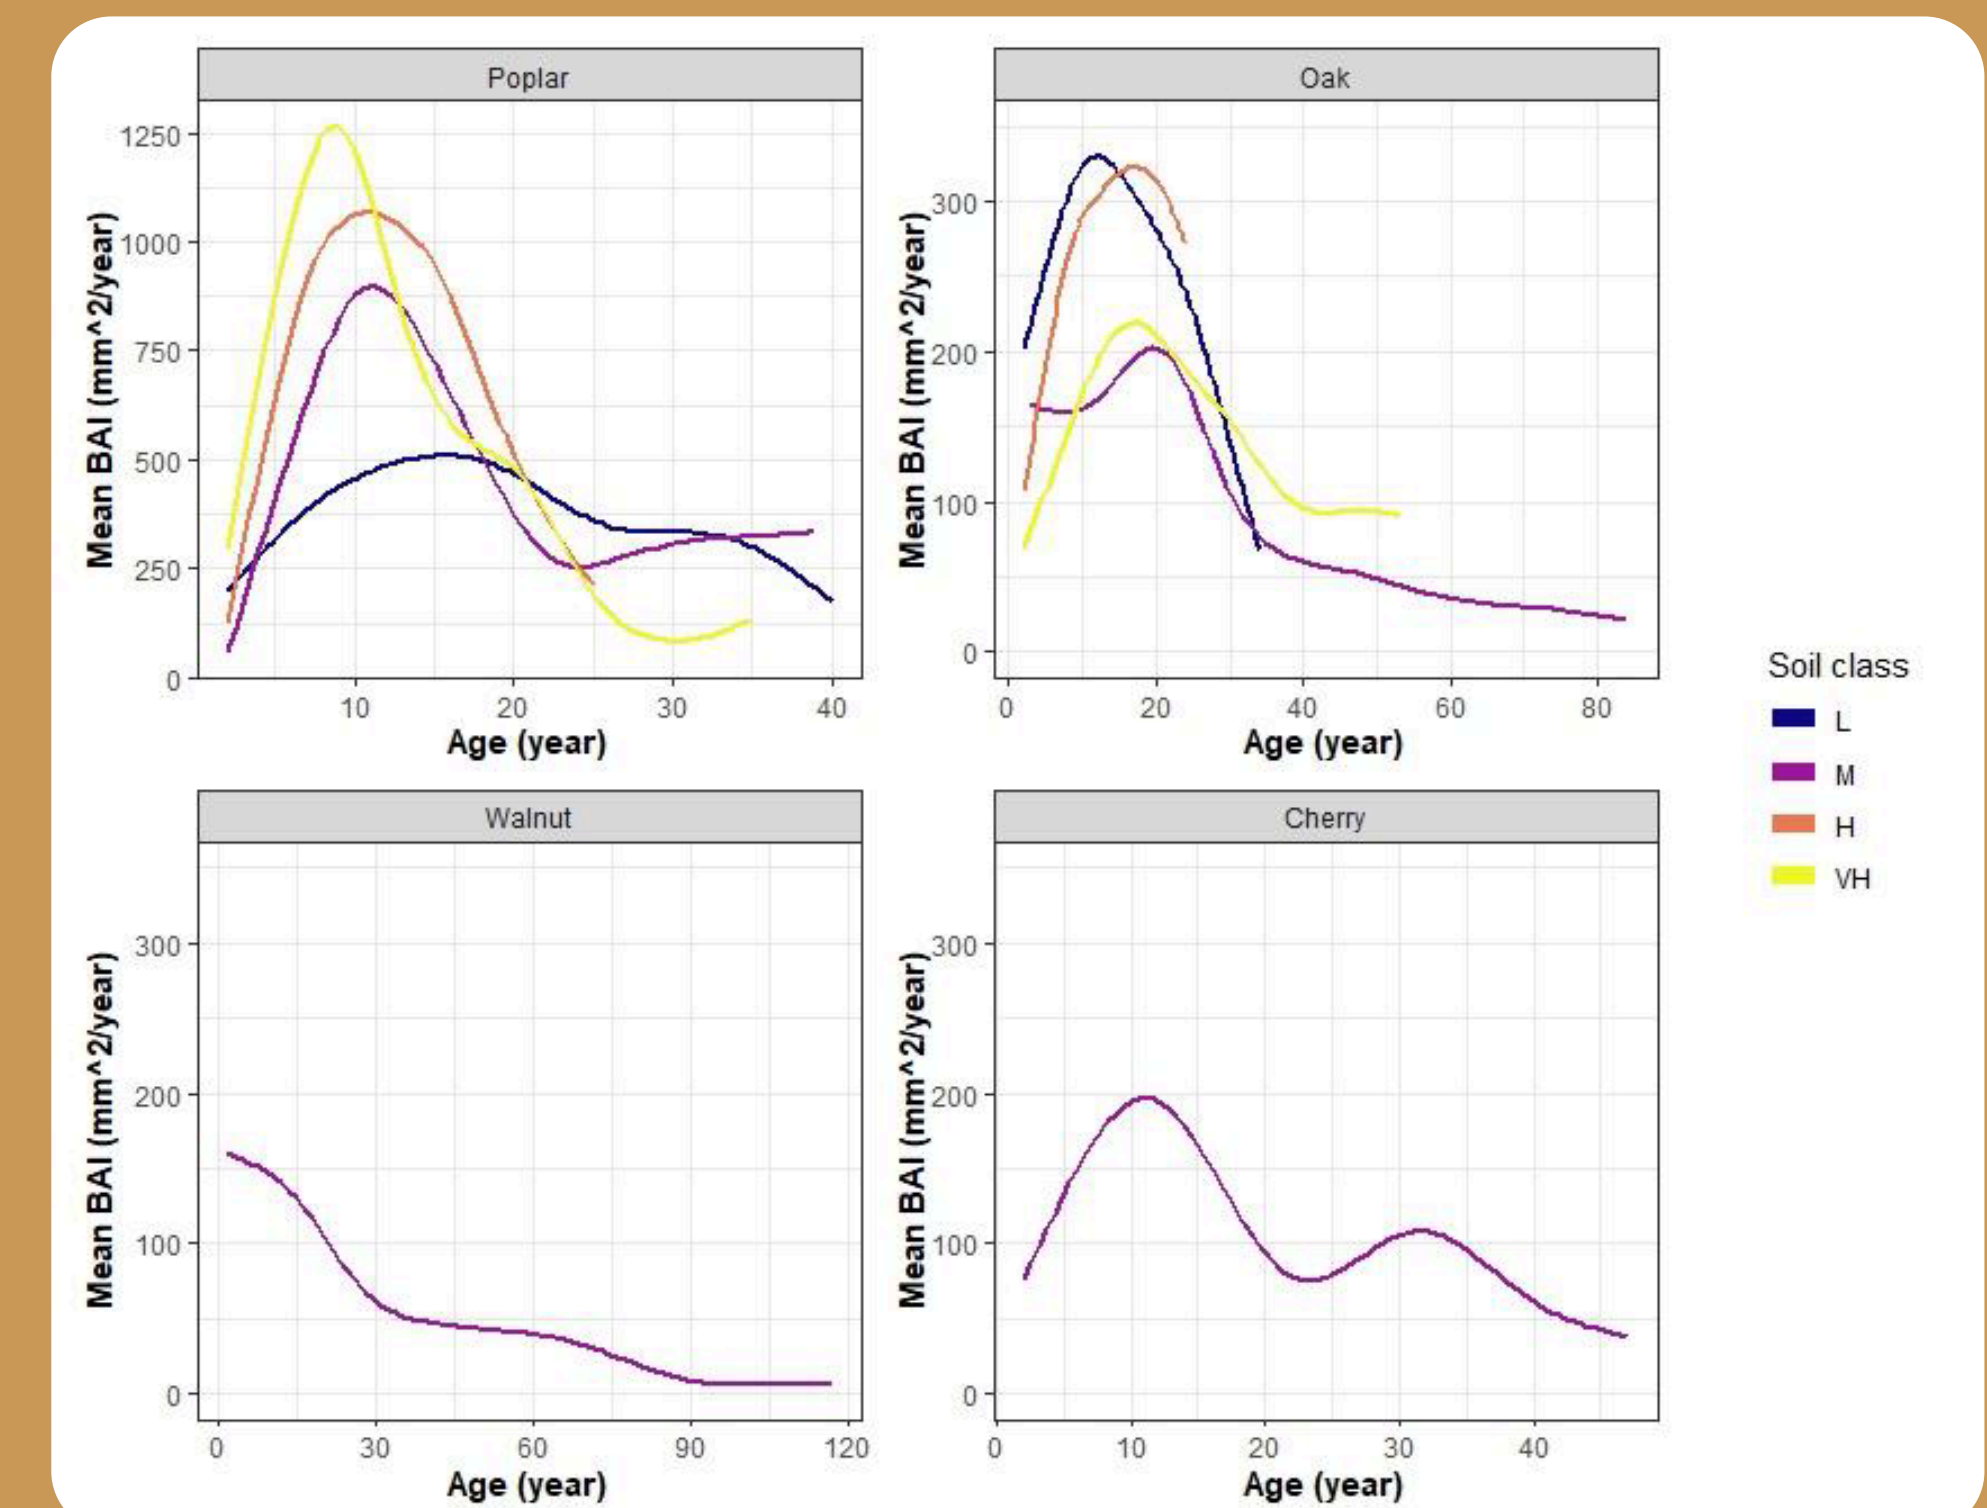 Poplar
Mean BAI (mm^2/year)
1250
1000
750
500
250
0
10 20 30 40
Age (year)
Oak
Mean BAI (mm^2/year)
300
200
100
0
0 20 40 60 80
Age (year)
Walnut
Mean BAI (mm^2/year)
300
200
100
0
0 30 60 90 120
Age (year)
Cherry
Mean BAI (mm^2/year)
300
200
100
0
0 10 20 30 40
Age (year)
Soil class
L
M
H
VH